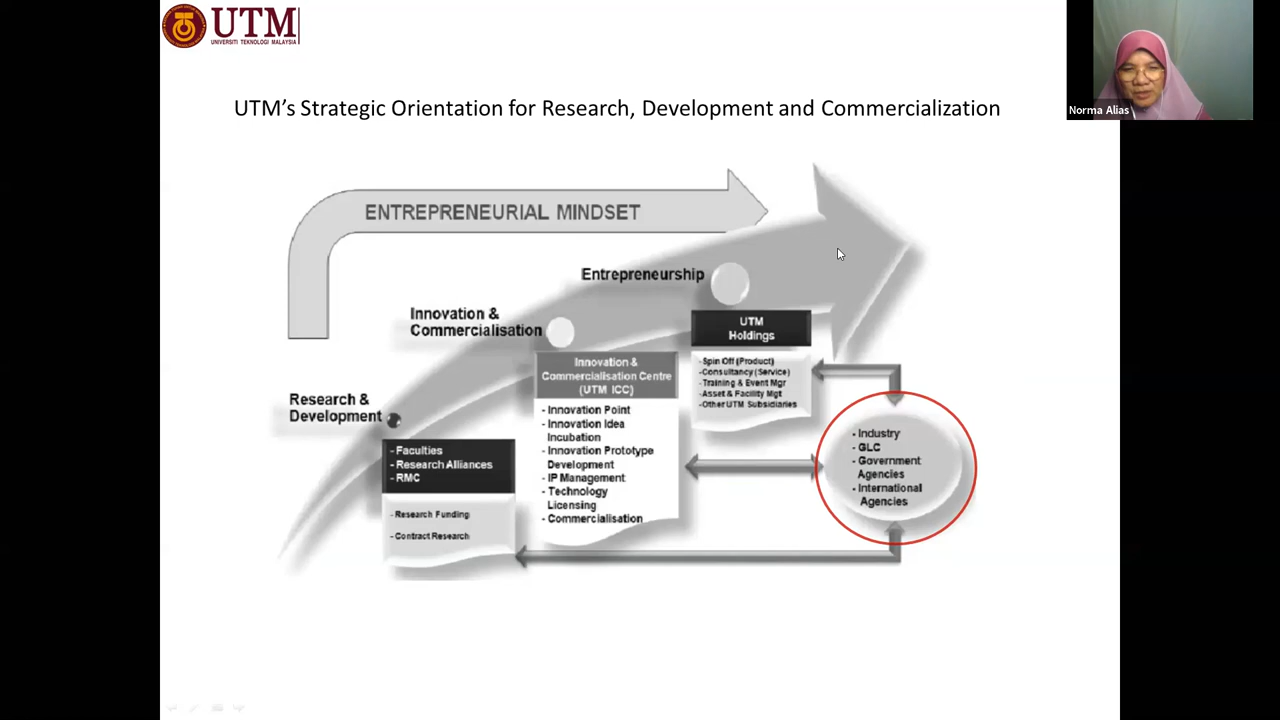 UTM
UNIVERSITI TEKNOLOGI MALAYSIA
Norma Alias
UTM’s Strategic Orientation for Research, Development and Commercialization
ENTREPRENEURIAL MINDSET
Entrepreneurship
Innovation &
Commercialisation
Research &
Development
UTM
Holdings
- Spin Off (Product)
- Consultancy (Service)
- Training & Event Mgr
- Asset & Facility Mgt
- Other UTM Subsidiaries
Innovation &
Commercialisation Centre
(UTM ICC)
- Innovation Point
- Innovation Idea
Incubation
- Innovation Prototype
Development
- IP Management
- Technology
Licensing
- Commercialisation
- Faculties
- Research Alliances
- RMC
- Research Funding
- Contract Research
- Industry
- GLC
- Government
Agencies
- International
Agencies